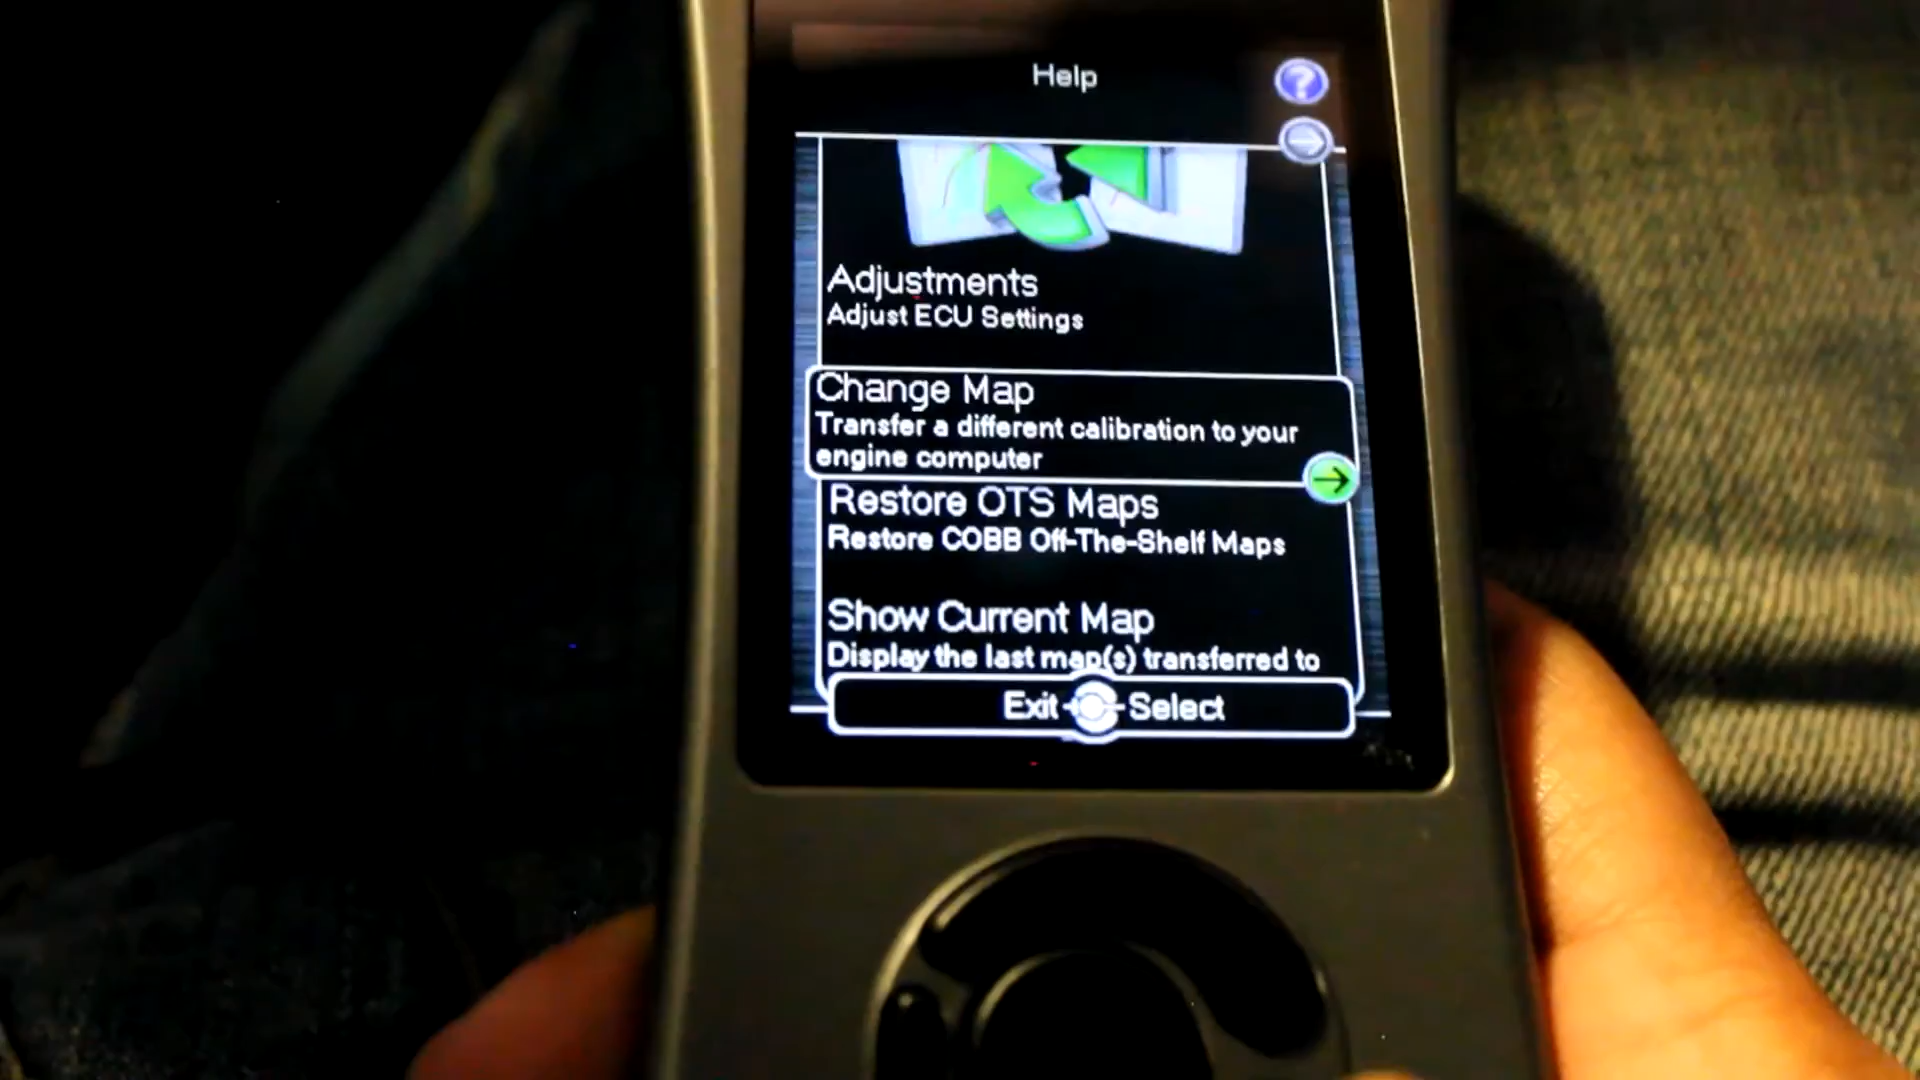 Help
?
Adjustments
Adjust ECU Settings
Change Map
Transfer a different calibration to your
engine computer
Restore OTS Maps
Restore COBB Off-The-Shelf Maps
Show Current Map
Display the last map(s) transferred to
Exit Select